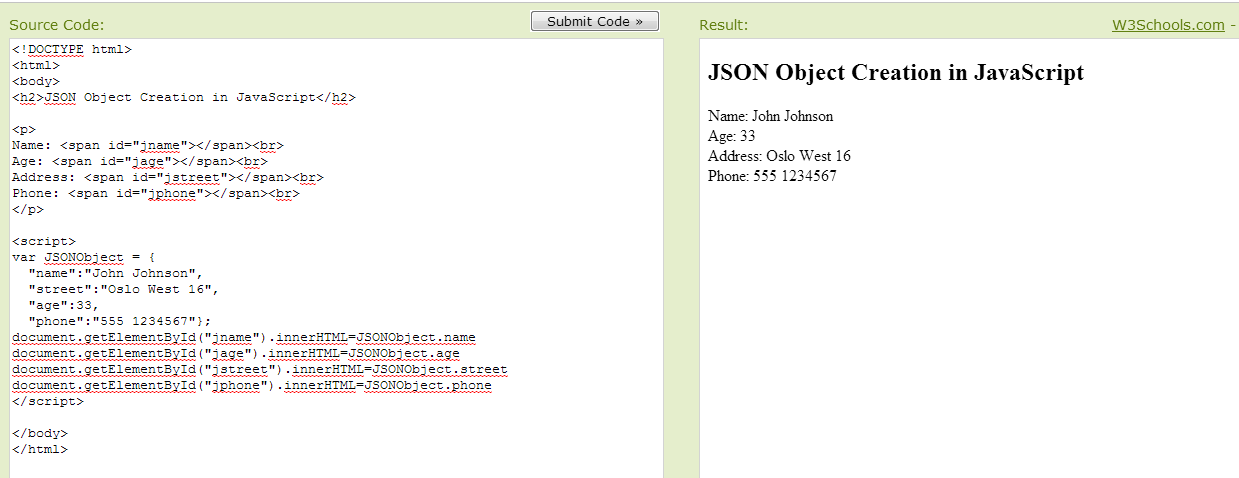 Source Code:
Submit Code »
<!DOCTYPE html>
<html>
<body>
<h2>JSON Object Creation in JavaScript</h2>
<p>
Name: <span id="jname"></span><br>
Age: <span id="jage"></span><br>
Address: <span id="jstreet"></span><br>
Phone: <span id="jphone"></span><br>
</p>
<script>
var JSONObject = {
  "name":"John Johnson",
  "street":"Oslo West 16",
  "age":33,
  "phone":"555 1234567"};
document.getElementById("jname").innerHTML=JSONObject.name
document.getElementById("jage").innerHTML=JSONObject.age
document.getElementById("jstreet").innerHTML=JSONObject.street
document.getElementById("jphone").innerHTML=JSONObject.phone
</script>
</body>
</html>
Result:
W3Schools.com -
JSON Object Creation in JavaScript
Name: John Johnson
Age: 33
Address: Oslo West 16
Phone: 555 1234567